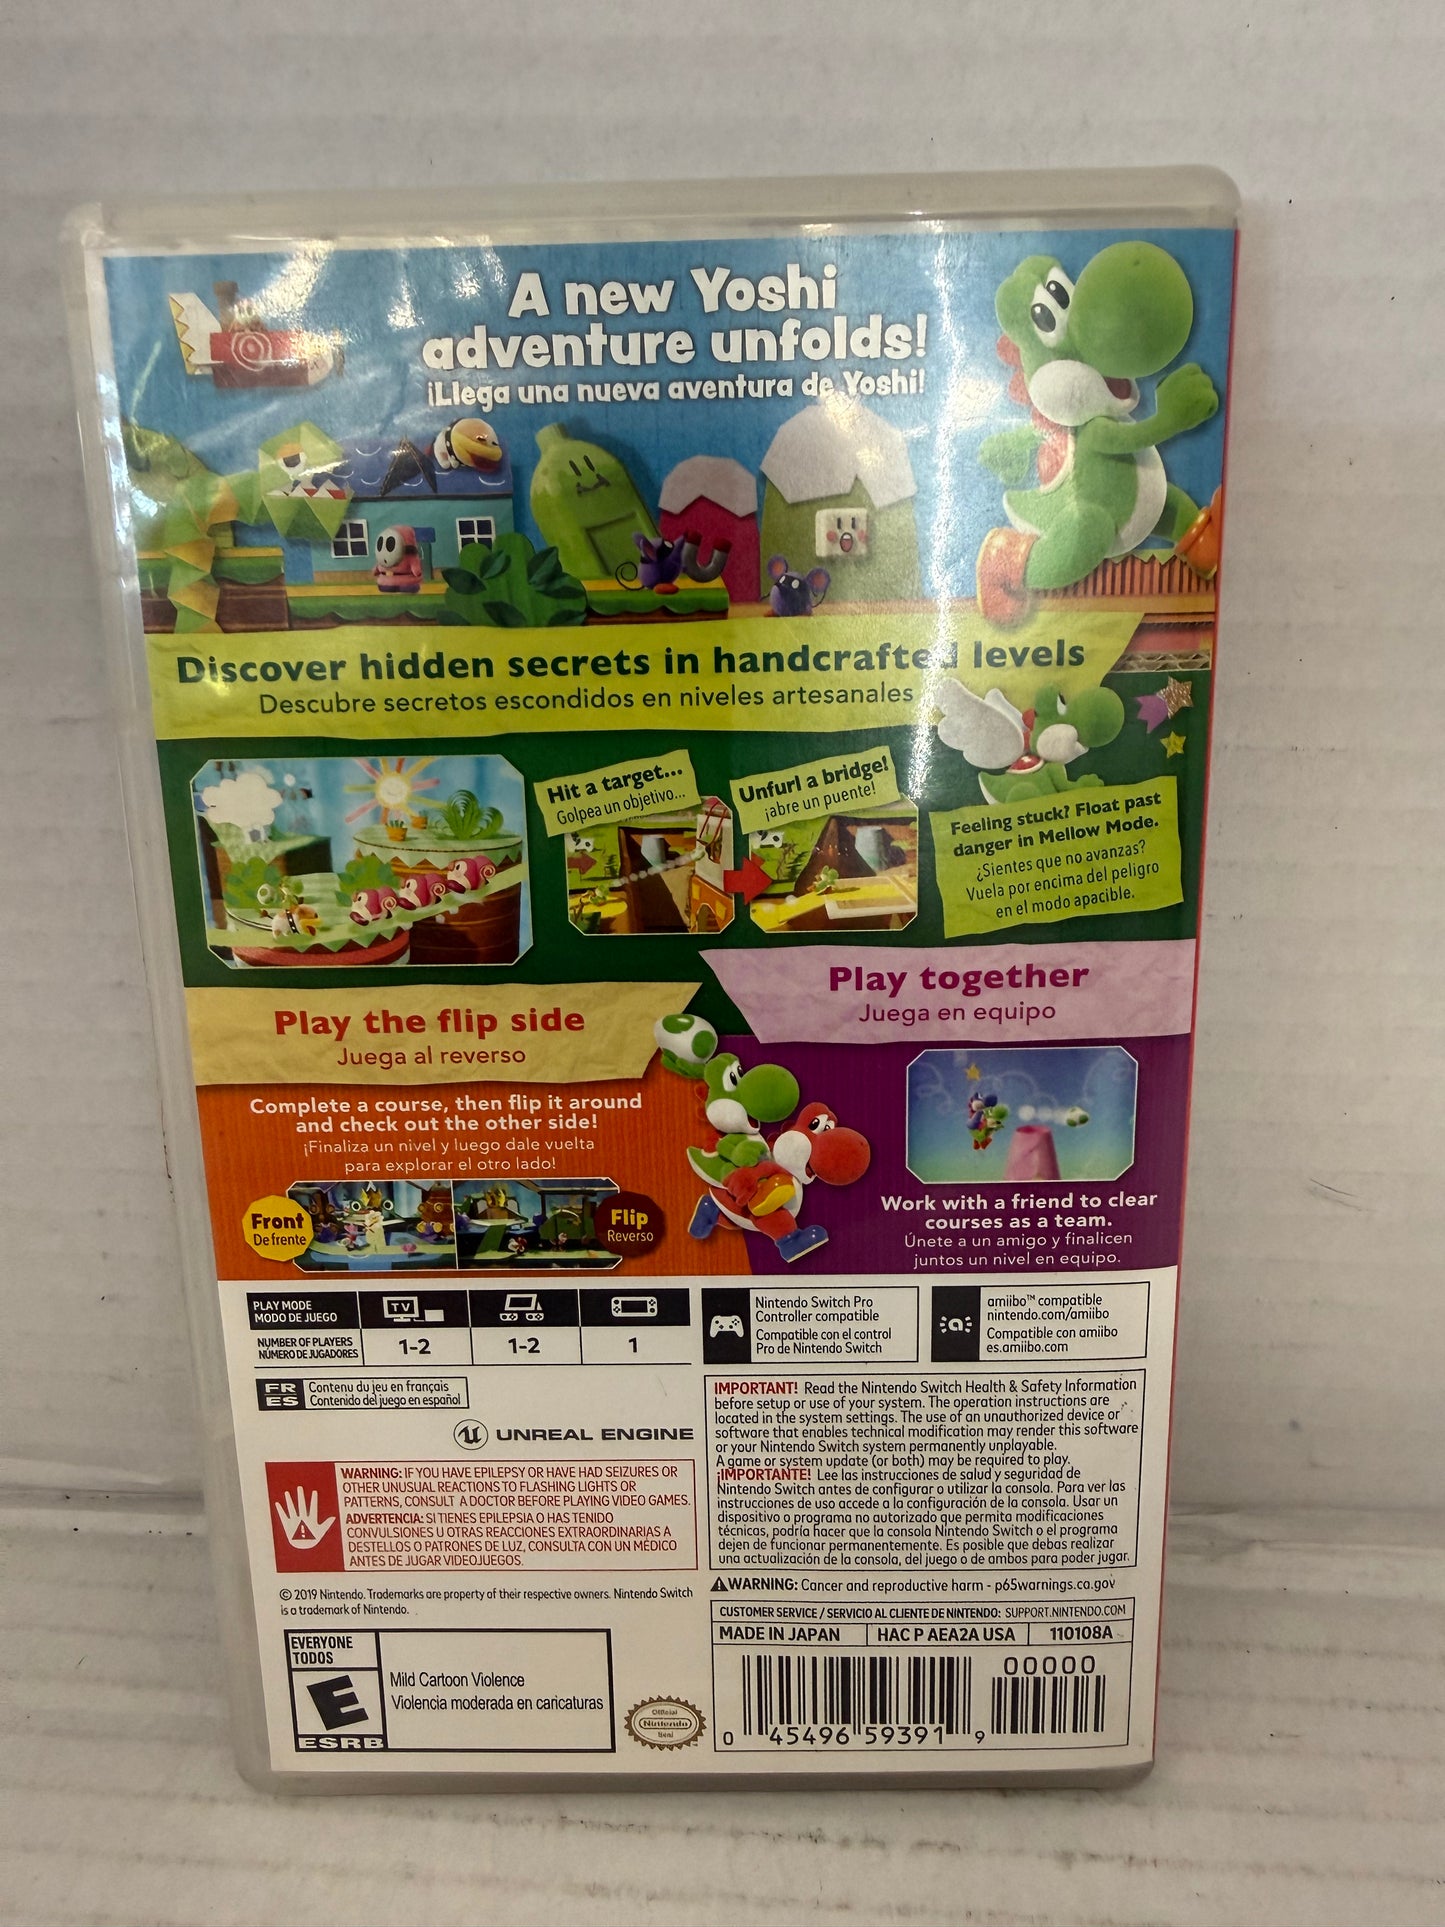 A new Yoshi
adventure unfolds!
¡Llega una nueva aventura de Yoshi!
Discover hidden secrets in handcrafted levels
Descubre secretos escondidos en niveles artesanales
Hit a target...
Golpea un objetivo...
Unfurl a bridge!
¡abre un puente!
Feeling stuck? Float past
danger in Mellow Mode.
¿Sientes que no avanzas?
Vuela por encima del peligro
en el modo apacible.
Play together
Juega en equipo
Play the flip side
Juega al reverso
Complete a course, then flip it around
and check out the other side!
¡Finaliza un nivel y luego dale vuelta
para explorar el otro lado!
Front
De frente
Flip
Reverso
Work with a friend to clear
courses as a team.
Únete a un amigo y finalicen
juntos un nivel en equipo.
PLAY MODE
MODO DE JUEGO
TV
NUMBER OF PLAYERS
NÚMERO DE JUGADORES
1-2
1-2
1
Nintendo Switch Pro
Controller compatible
Compatible con el control
Pro de Nintendo Switch
amiibo™ compatible
nintendo.com/amiibo
Compatible con amiibo
es.amiibo.com
FR Contenu du jeu en français
ES Contenido del juego en español
UNREAL ENGINE
WARNING: IF YOU HAVE EPILEPSY OR HAVE HAD SEIZURES OR
OTHER UNUSUAL REACTIONS TO FLASHING LIGHTS OR
PATTERNS, CONSULT A DOCTOR BEFORE PLAYING VIDEO GAMES.
ADVERTENCIA: SI TIENES EPILEPSIA O HAS TENIDO
CONVULSIONES U OTRAS REACCIONES EXTRAORDINARIAS A
DESTELLOS O PATRONES DE LUZ, CONSULTA CON UN MÉDICO
ANTES DE JUGAR VIDEOJUEGOS.
IMPORTANT! Read the Nintendo Switch Health & Safety Information
before setup or use of your system. The operation instructions are
located in the system settings. The use of an unauthorized device or
software that enables technical modification may render this software
or your Nintendo Switch system permanently unplayable.
A game or system update (or both) may be required to play.
¡IMPORTANTE! Lee las instrucciones de salud y seguridad de
Nintendo Switch antes de configurar o utilizar la consola. Para ver las
instrucciones de uso accede a la configuración de la consola. Usar un
dispositivo o programa no autorizado que permita modificaciones
técnicas, podría hacer que la consola Nintendo Switch o el programa
dejen de funcionar permanentemente. Es posible que debas realizar
una actualización de la consola, del juego o de ambos para poder jugar.
WARNING: Cancer and reproductive harm - p65warnings.ca.gov
© 2019 Nintendo. Trademarks are property of their respective owners. Nintendo Switch
is a trademark of Nintendo.
CUSTOMER SERVICE / SERVICIO AL CLIENTE DE NINTENDO: SUPPORT.NINTENDO.COM
MADE IN JAPAN
HAC P AEA2A USA
110108A
EVERYONE
TODOS
E
ESRB
Mild Cartoon Violence
Violencia moderada en caricaturas
Official
Nintendo
Seal
00000
0 45496 59391 9